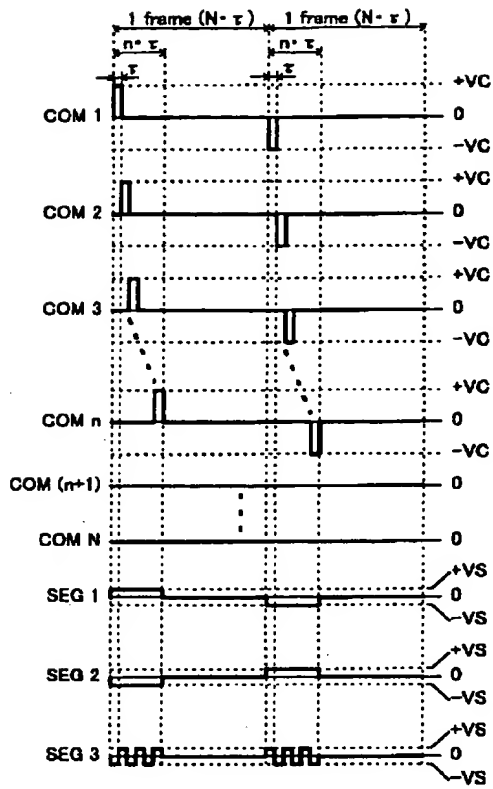 1 frame (N・τ) 1 frame (N・τ)
n・τ n・τ
τ τ
+VC
COM 1 0
-VC
+VC
COM 2 0
-VC
+VC
COM 3 0
-VC
+VC
COM n 0
-VC
COM (n+1) 0
COM N 0
+VS
SEG 1 0
-VS
+VS
SEG 2 0
-VS
+VS
SEG 3 0
-VS